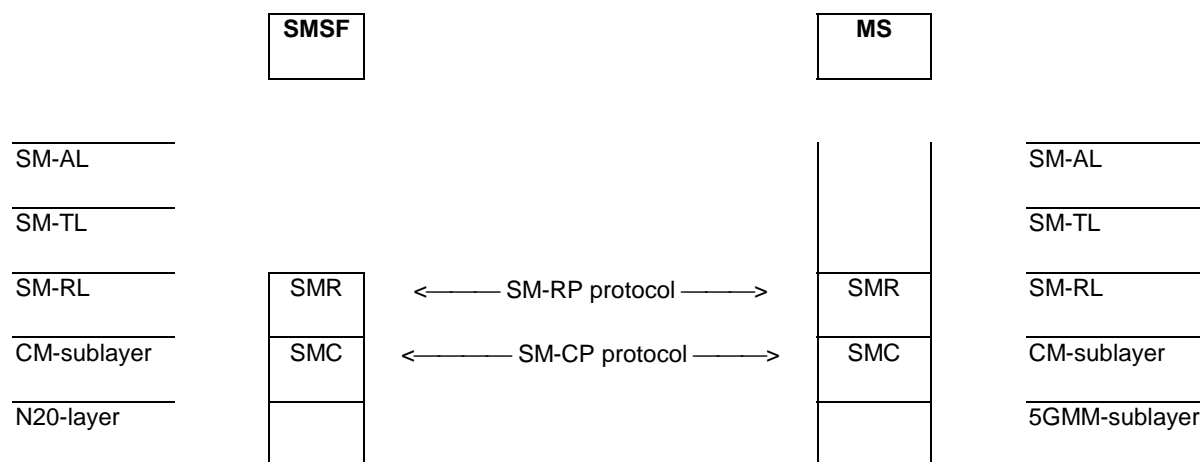 SMSF MS
SM-AL SM-AL
SM-TL SM-TL
SM-RL SMR <——— SM-RP protocol ———> SMR SM-RL
CM-sublayer SMC <———— SM-CP protocol ———> SMC CM-sublayer
N20-layer 5GMM-sublayer